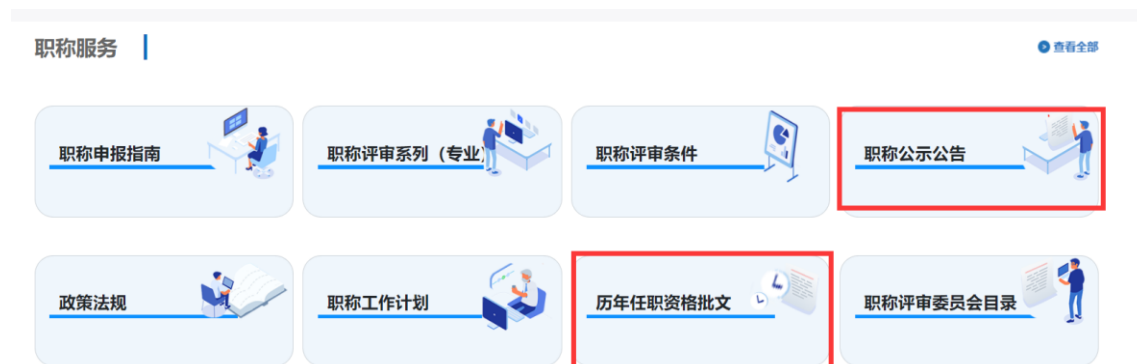 职称服务
查看全部
职称申报指南
职称评审系列（专业）
职称评审条件
职称公示公告
政策法规
职称工作计划
历年任职资格批文
职称评审委员会目录